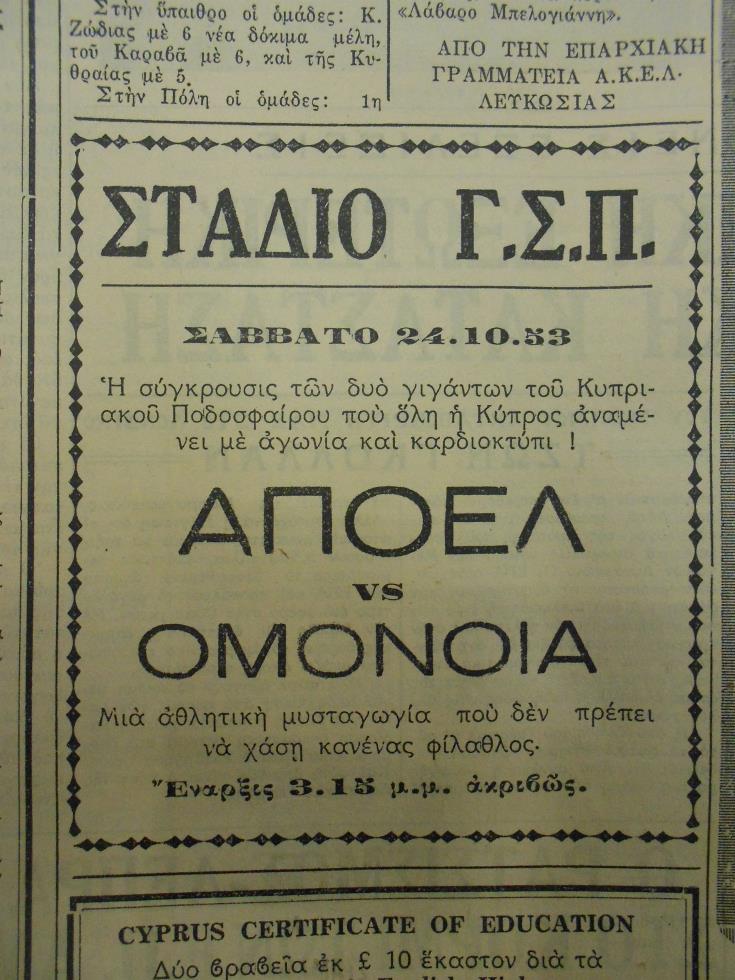 Στὴν ὕπαιθρο οἱ ὁμάδες: Κ.
Ζώδιας μὲ 6 νέα δόκιμα μέλη,
τοῦ Καραβᾶ μὲ 6, καὶ τῆς Κυ-
θραίας μὲ 5.
Στὴν Πόλη οἱ ὁμάδες: 1η
«Λάβαρο Μπελογιάννη».
ΑΠΟ ΤΗΝ ΕΠΑΡΧΙΑΚΗ
ΓΡΑΜΜΑΤΕΙΑ Α.Κ.Ε.Λ.
ΛΕΥΚΩΣΙΑΣ
ΣΤΑΔΙΟ Γ.Σ.Π.
ΣΑΒΒΑΤΟ 24.10.53
Ἡ σύγκρουσις τῶν δυὸ γιγάντων τοῦ Κυπρι-
ακοῦ Ποδοσφαίρου ποὺ ὅλη ἡ Κύπρος ἀναμέ-
νει μὲ ἀγωνία καὶ καρδιοκτύπι !
ΑΠΟΕΛ
VS
ΟΜΟΝΟΙΑ
Μιὰ ἀθλητικὴ μυσταγωγία ποὺ δὲν πρέπει
νὰ χάσῃ κανένας φίλαθλος.
Ἔναρξις 3.15 μ.μ. ἀκριβῶς.
CYPRUS CERTIFICATE OF EDUCATION
Δύο βραβεῖα ἐκ £ 10 ἕκαστον διὰ τὰ